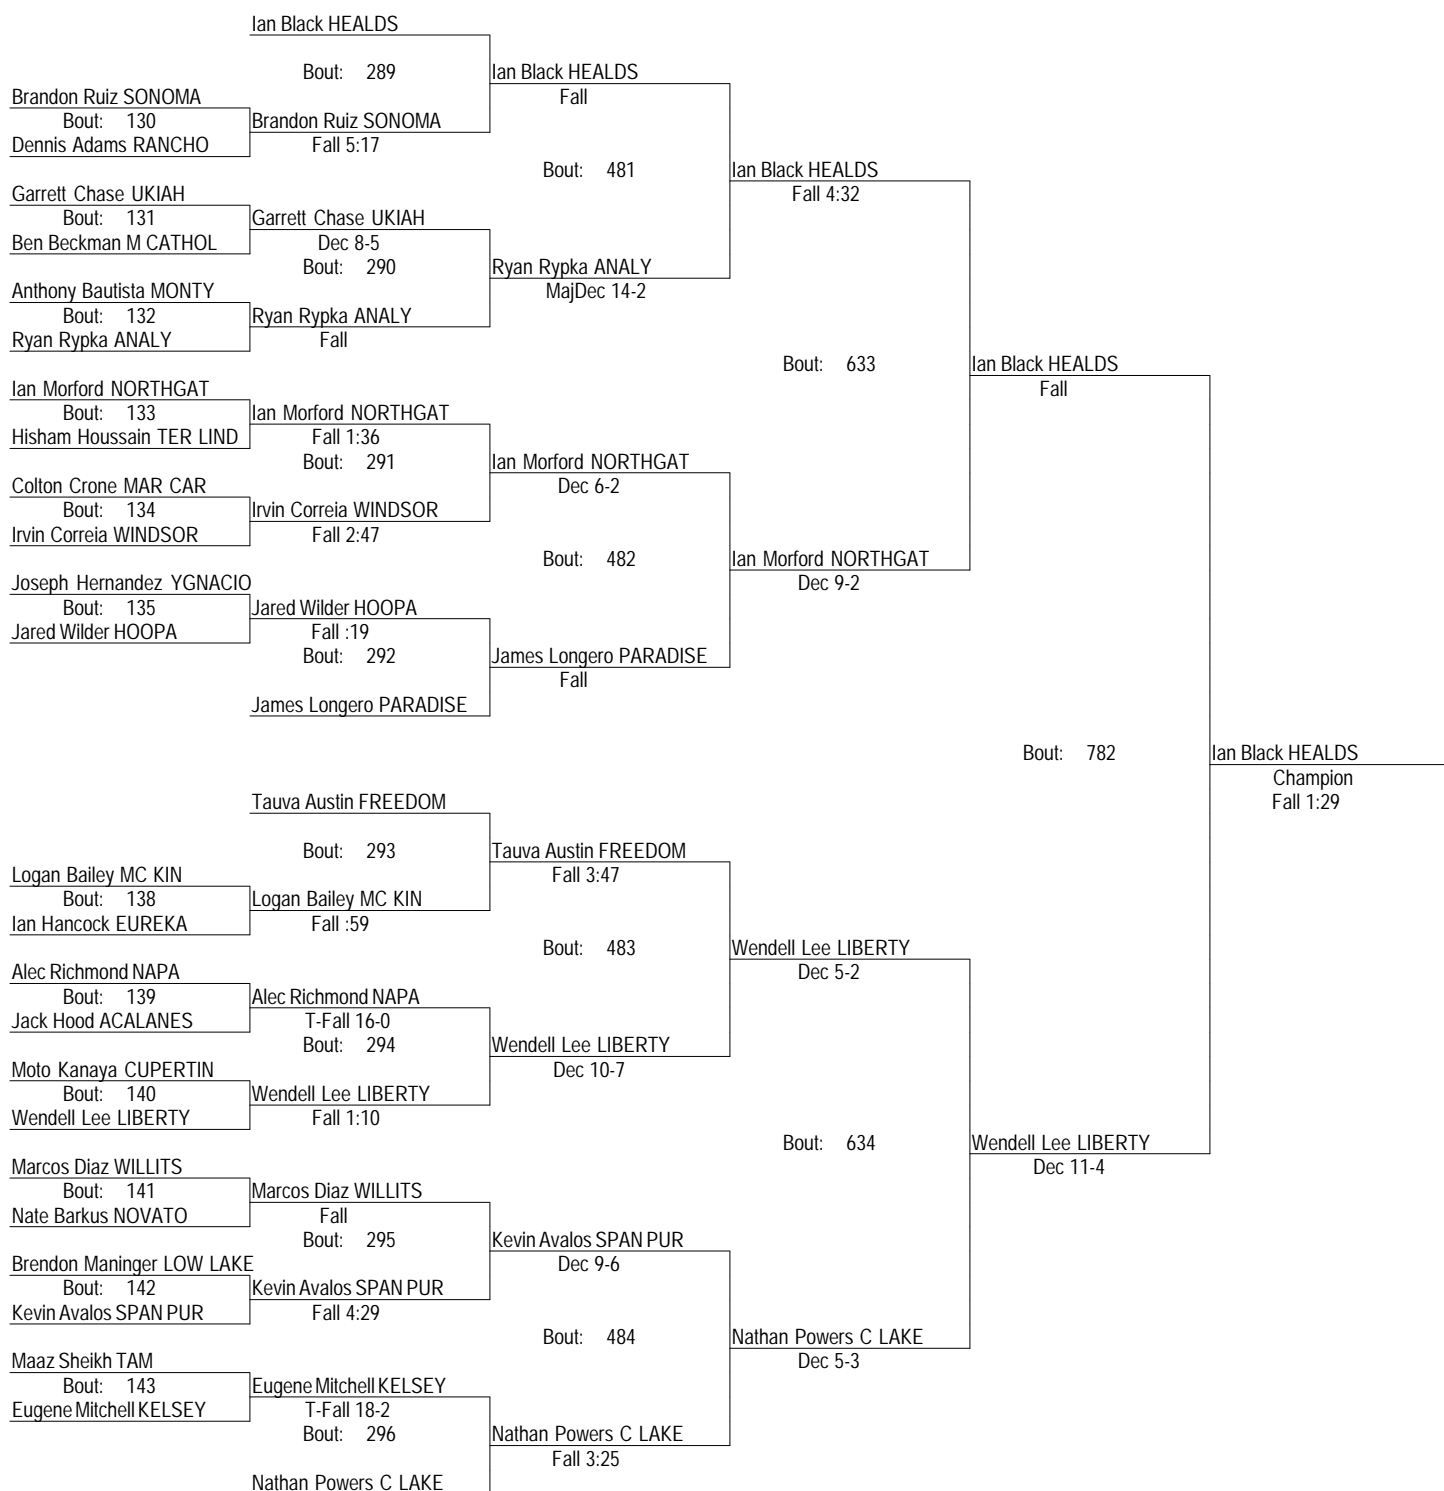 Ian Black HEALDS
Bout: 289
Ian Black HEALDS
Brandon Ruiz SONOMA
Fall
Bout: 130
Brandon Ruiz SONOMA
Dennis Adams RANCHO
Fall 5:17
Bout: 481
Ian Black HEALDS
Garrett Chase UKIAH
Fall 4:32
Bout: 131
Garrett Chase UKIAH
Ben Beckman M CATHOL
Dec 8-5
Bout: 290
Ryan Rypka ANALY
Anthony Bautista MONTY
MajDec 14-2
Bout: 132
Ryan Rypka ANALY
Ryan Rypka ANALY
Fall
Bout: 633
Ian Black HEALDS
Ian Morford NORTHGAT
Fall
Bout: 133
Ian Morford NORTHGAT
Hisham Houssain TER LIND
Fall 1:36
Bout: 291
Ian Morford NORTHGAT
Colton Crone MAR CAR
Dec 6-2
Bout: 134
Irvin Correia WINDSOR
Irvin Correia WINDSOR
Fall 2:47
Bout: 482
Ian Morford NORTHGAT
Joseph Hernandez YGNACIO
Dec 9-2
Bout: 135
Jared Wilder HOOPA
Jared Wilder HOOPA
Fall :19
Bout: 292
James Longero PARADISE
Fall
James Longero PARADISE
Bout: 782
Ian Black HEALDS
Champion
Fall 1:29
Tauva Austin FREEDOM
Bout: 293
Tauva Austin FREEDOM
Logan Bailey MC KIN
Fall 3:47
Bout: 138
Logan Bailey MC KIN
Ian Hancock EUREKA
Fall :59
Bout: 483
Wendell Lee LIBERTY
Alec Richmond NAPA
Dec 5-2
Bout: 139
Alec Richmond NAPA
Jack Hood ACALANES
T-Fall 16-0
Bout: 294
Wendell Lee LIBERTY
Moto Kanaya CUPERTIN
Dec 10-7
Bout: 140
Wendell Lee LIBERTY
Wendell Lee LIBERTY
Fall 1:10
Bout: 634
Wendell Lee LIBERTY
Marcos Diaz WILLITS
Dec 11-4
Bout: 141
Marcos Diaz WILLITS
Nate Barkus NOVATO
Fall
Bout: 295
Kevin Avalos SPAN PUR
Brendon Maninger LOW LAKE
Dec 9-6
Bout: 142
Kevin Avalos SPAN PUR
Kevin Avalos SPAN PUR
Fall 4:29
Bout: 484
Nathan Powers C LAKE
Maaz Sheikh TAM
Dec 5-3
Bout: 143
Eugene Mitchell KELSEY
Eugene Mitchell KELSEY
T-Fall 18-2
Bout: 296
Nathan Powers C LAKE
Fall 3:25
Nathan Powers C LAKE